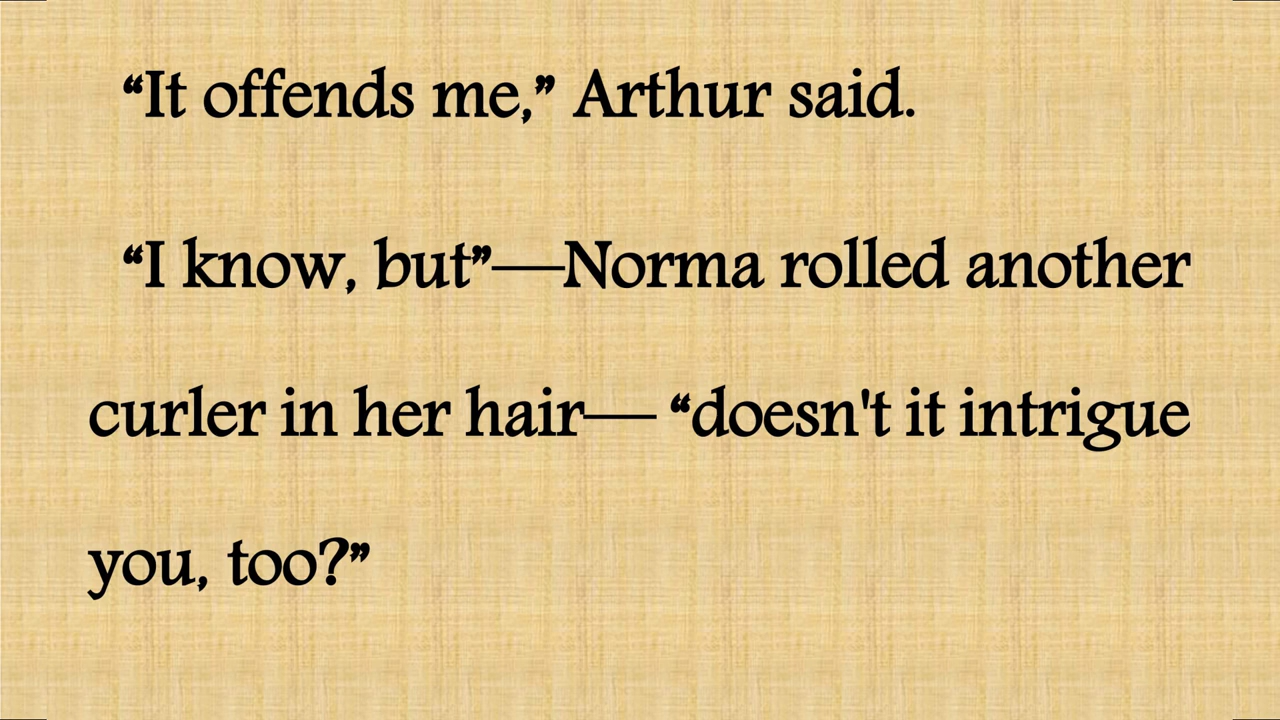 “It offends me,” Arthur said.
“I know, but”—Norma rolled another
curler in her hair— “doesn't it intrigue
you, too?”